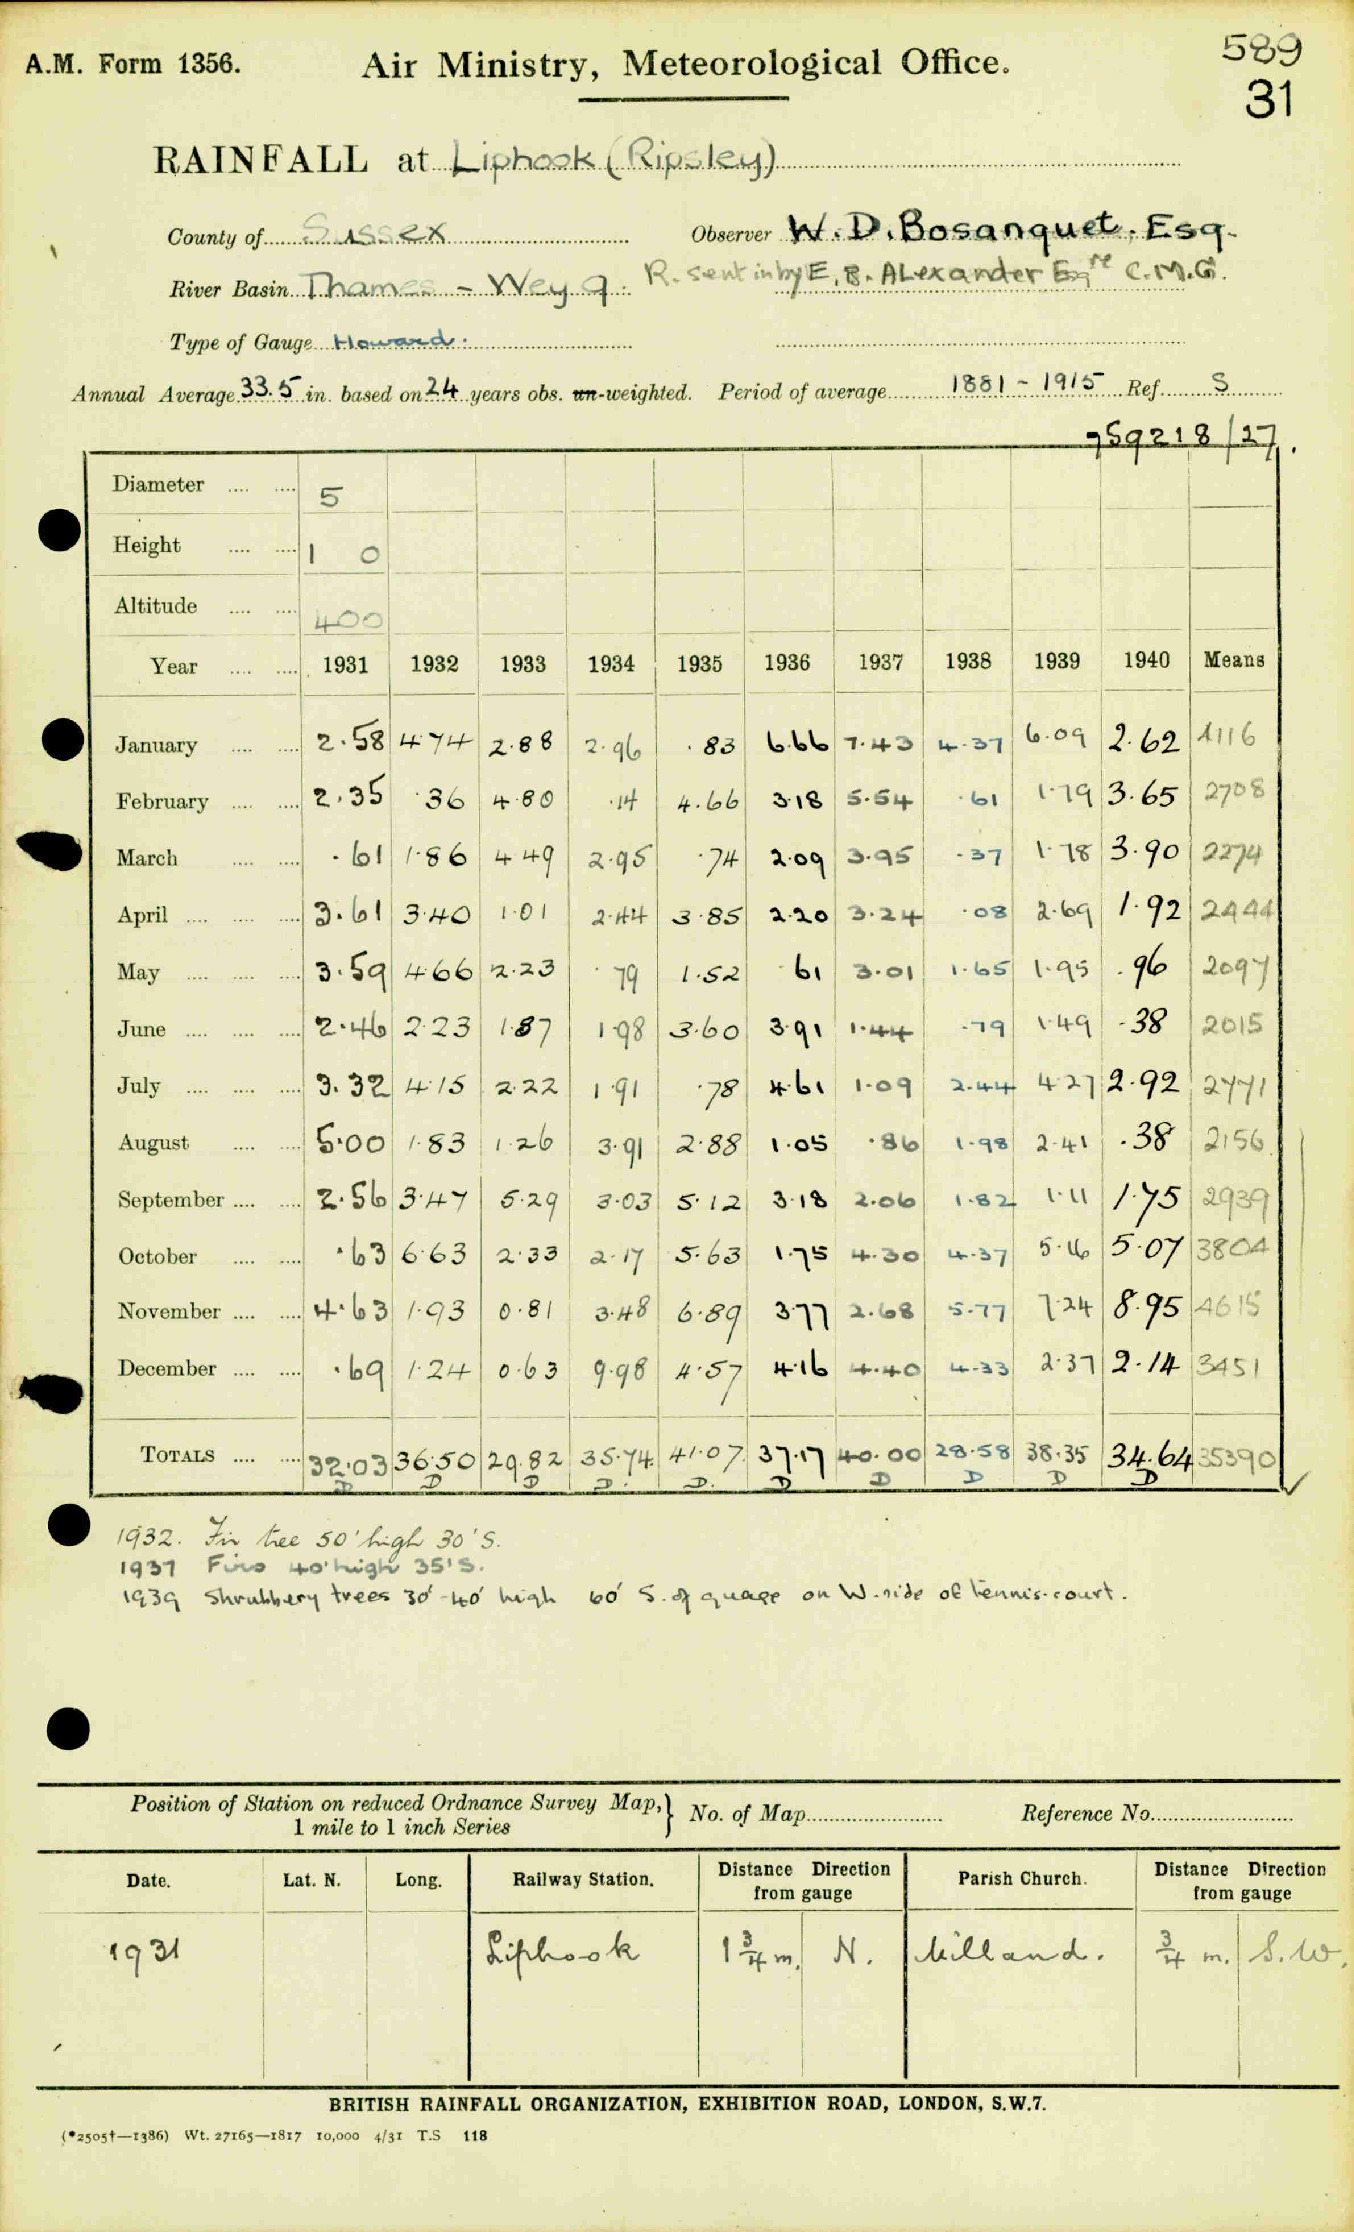 A.M. Form 1356.
Air Ministry, Meteorological Office.
589
31
RAINFALL at Liphook (Ripsley)
County of Sussex Observer W. D. Bosanquet. Esq.
River Basin Thames - Wey 9. R. sent in by E. B. Alexander Esqre C.M.G.
Type of Gauge Howard.
Annual Average 33.5 in. based on 24 years obs. un-weighted. Period of average 1881 - 1915 Ref. S
759218/27.
Diameter 5
Height 1 0
Altitude 400
Year 1931 1932 1933 1934 1935 1936 1937 1938 1939 1940 Means
January 2.58 4.74 2.88 2.96 .83 6.66 7.43 4.37 6.09 2.62 4116
February 2.35 .36 4.80 .14 4.66 3.18 5.54 .61 1.79 3.65 2708
March .61 1.86 4.49 2.95 .74 2.09 3.95 .37 1.78 3.90 2274
April 3.61 3.40 1.01 2.44 3.85 2.20 3.24 .08 2.69 1.92 2444
May 3.59 4.66 2.23 .79 1.52 .61 3.01 1.65 1.95 .96 2097
June 2.46 2.23 1.87 1.98 3.60 3.91 1.44 .79 1.49 .38 2015
July 3.32 4.15 2.22 1.91 .78 4.61 1.09 2.44 4.27 2.92 2771
August 5.00 1.83 1.26 3.91 2.88 1.05 .86 1.98 2.41 .38 2156
September 2.56 3.47 5.29 3.03 5.12 3.18 2.06 1.82 1.11 1.75 2939
October .63 6.63 2.33 2.17 5.63 1.75 4.30 4.37 5.16 5.07 3804
November 4.63 1.93 0.81 3.48 6.89 3.77 2.68 5.77 7.24 8.95 4615
December .69 1.24 0.63 9.98 4.57 4.16 4.40 4.33 2.37 2.14 3451
TOTALS 32.03 36.50 29.82 35.74 41.07 37.17 40.00 28.58 38.35 34.64 35390
D D D D. D. D D D D D
1932. Fir tree 50' high 30' S.
1937 Firs 40' high 35' S.
1939 Shrubbery trees 30'-40' high 60' S. of guage on W. side of tennis-court.
Position of Station on reduced Ordnance Survey Map, 1 mile to 1 inch Series } No. of Map Reference No.
Date. Lat. N. Long. Railway Station. Distance Direction from gauge Parish Church. Distance Direction from gauge
1931 Liphook 1 3/4 m. N. Milland. 3/4 m. S.W.
BRITISH RAINFALL ORGANIZATION, EXHIBITION ROAD, LONDON, S.W.7.
(*2505†—1386) Wt. 27165—1817 10,000 4/31 T.S 118